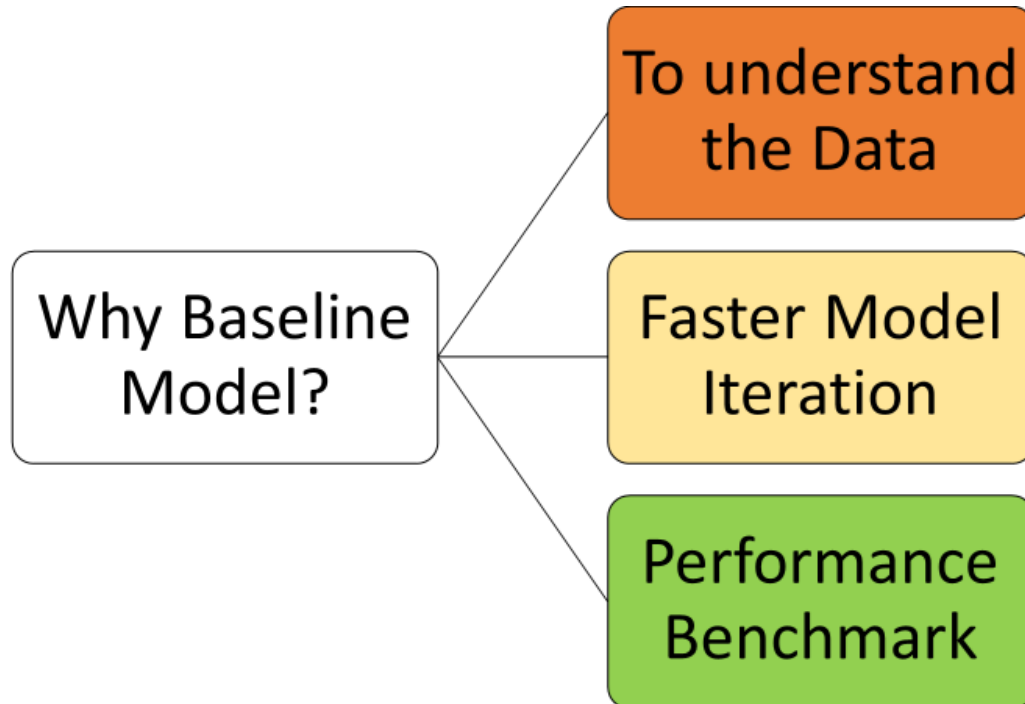 To understand
the Data
Why Baseline
Model?
Faster Model
Iteration
Performance
Benchmark